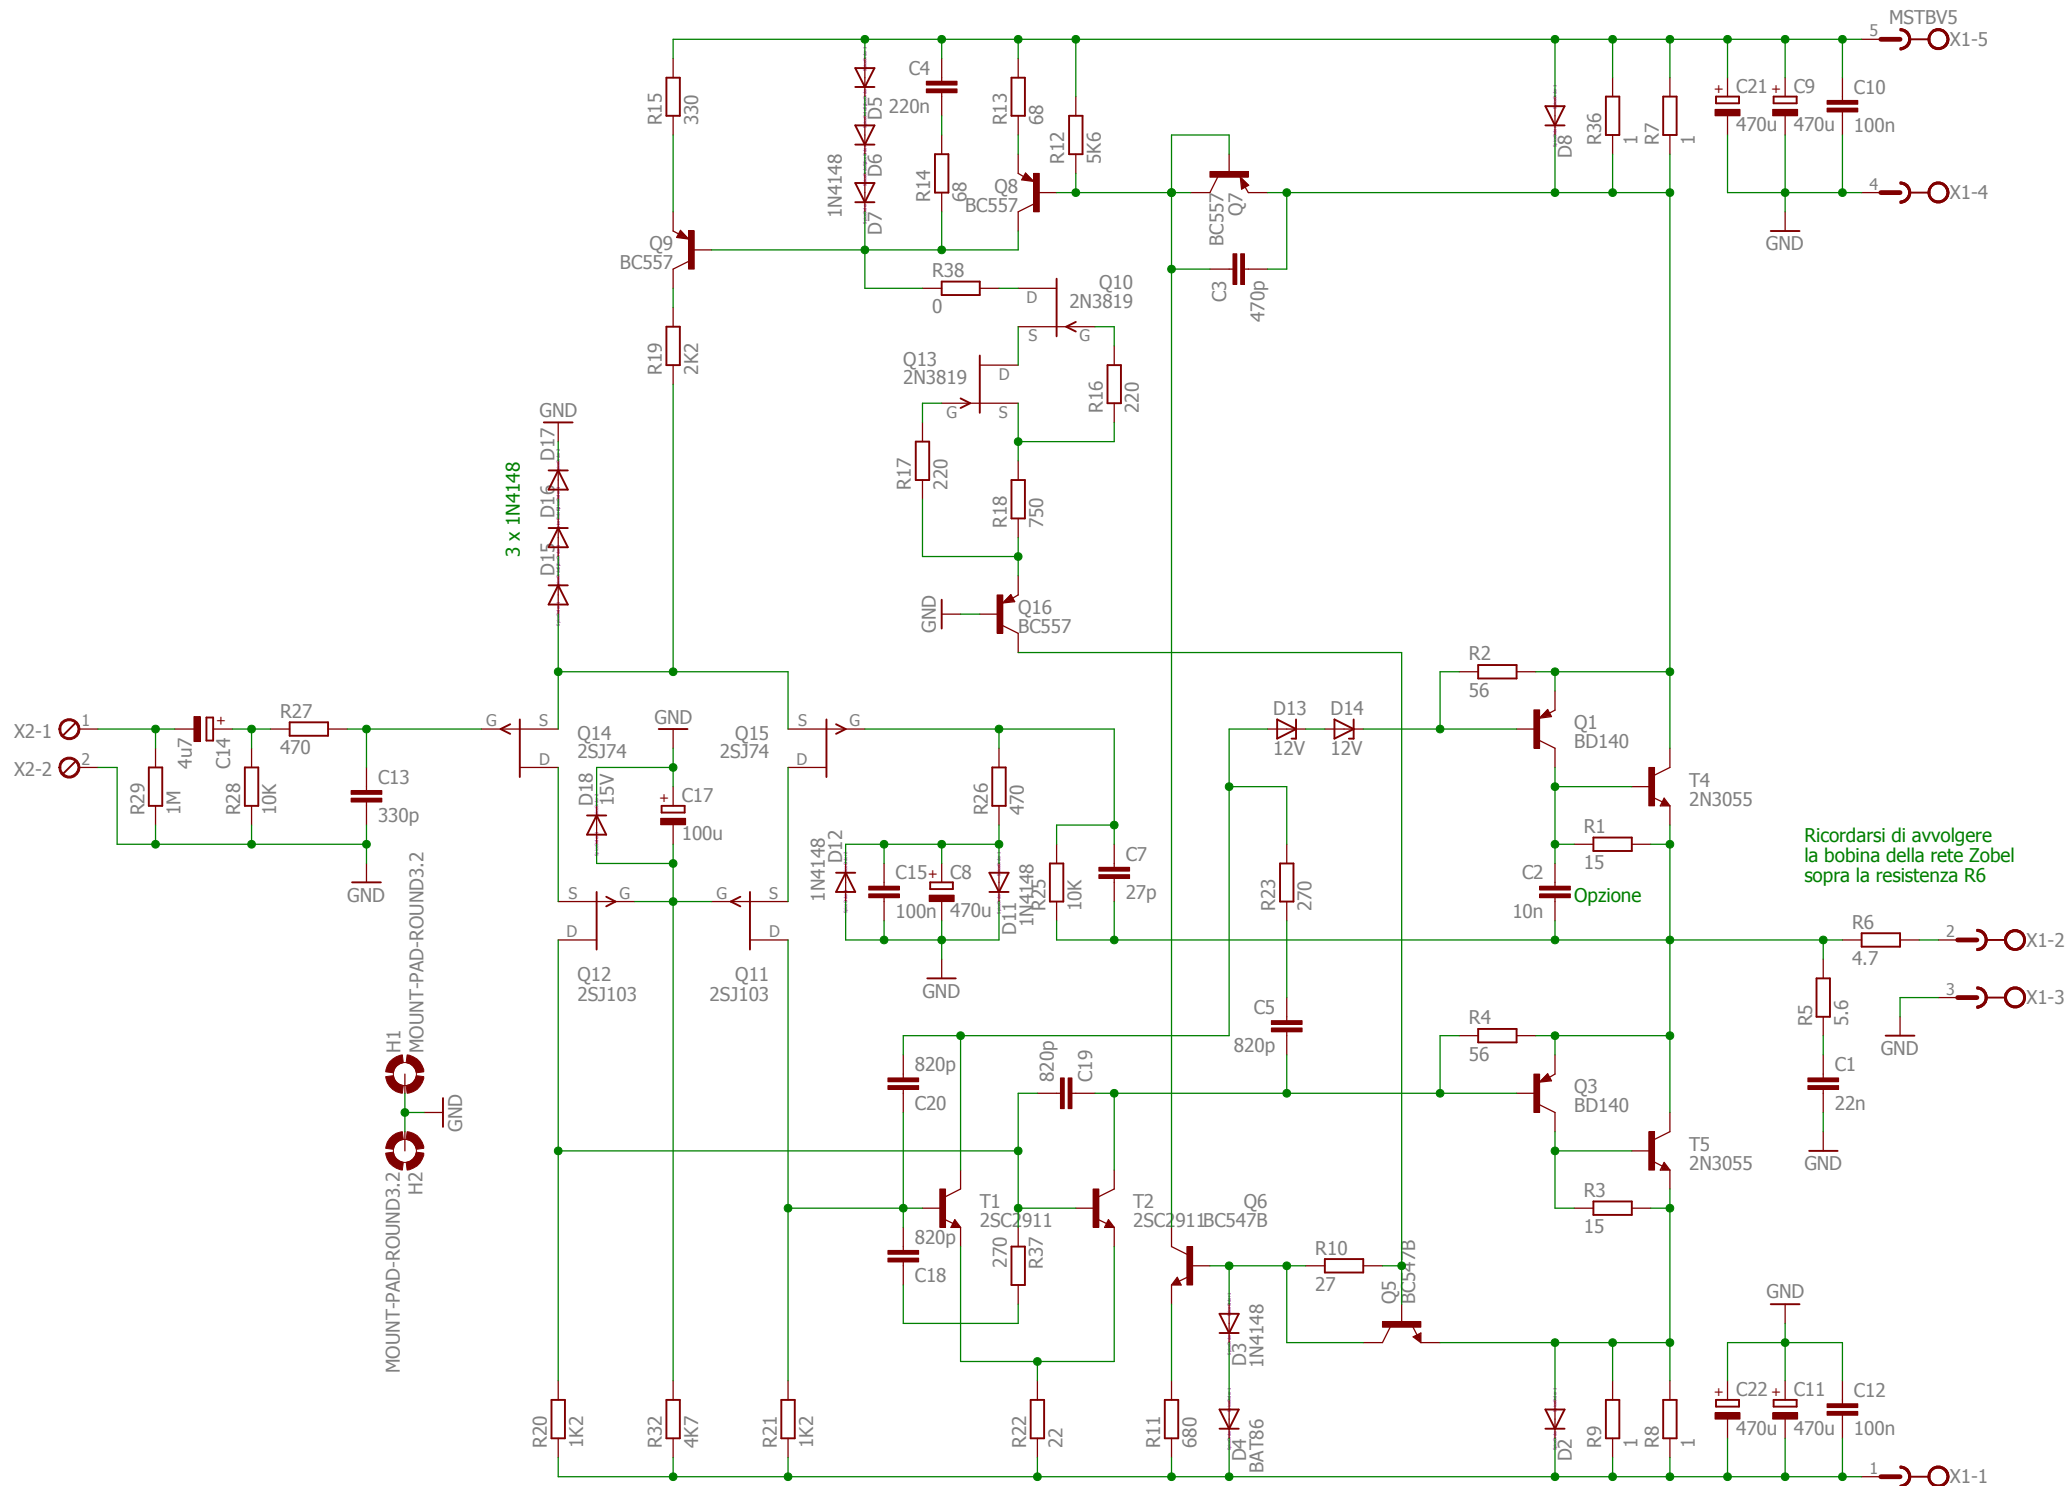 MSTBV5
5
X1-5
R15
330
D5
D6
D7
1N4148
C4
220n
R14
68
R13
68
R12
5K6
Q8
BC557
BC557
Q7
C3
470p
D8
R36
1
R7
1
+
C21
470u
+
C9
470u
C10
100n
4
X1-4
GND
Q9
BC557
R38
0
D
Q10
2N3819
S
G
R19
2K2
Q13
2N3819
D
G
S
R16
220
R17
220
R18
750
GND
D17
D16
D15
3 x 1N4148
GND
Q16
BC557
R2
56
D13
12V
D14
12V
Q1
BD140
T4
2N3055
R1
15
C2
10n
Opzione
X2-1
1
X2-2
2
R29
1M
4u7
C14
+
R28
10K
R27
470
C13
330p
GND
G
S
D
Q14
2SJ74
GND
D18
15V
+
C17
100u
Q15
2SJ74
S
G
D
R26
470
D12
1N4148
C15
100n
+
C8
470u
D11
1N4148
R25
10K
C7
27p
GND
R23
270
S
G
D
Q12
2SJ103
G
S
D
Q11
2SJ103
Ricordarsi di avvolgere
la bobina della rete Zobel
sopra la resistenza R6
R6
4.7
2
X1-2
3
X1-3
GND
R5
5.6
C1
22n
GND
H1
MOUNT-PAD-ROUND3.2
GND
MOUNT-PAD-ROUND3.2
H2
820p
C20
820p
C19
C5
820p
R4
56
Q3
BD140
T5
2N3055
R3
15
T1
2SC2911
820p
C18
270
R37
T2
2SC2911
Q6
BC547B
R10
27
Q5
BC547B
D3
1N4148
D4
BAT86
R20
1K2
R32
4K7
R21
1K2
R22
22
R11
680
D2
R9
1
R8
1
GND
+
C22
470u
+
C11
470u
C12
100n
1
X1-1